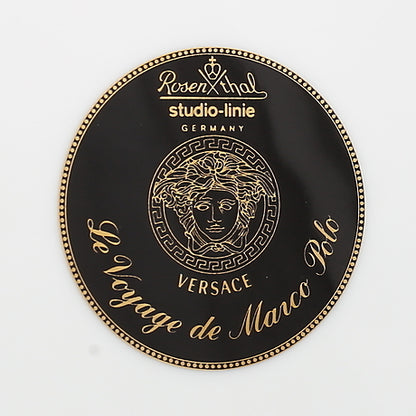 Rosenthal
studio-linie
GERMANY
VERSACE
Le Voyage de Marco Polo